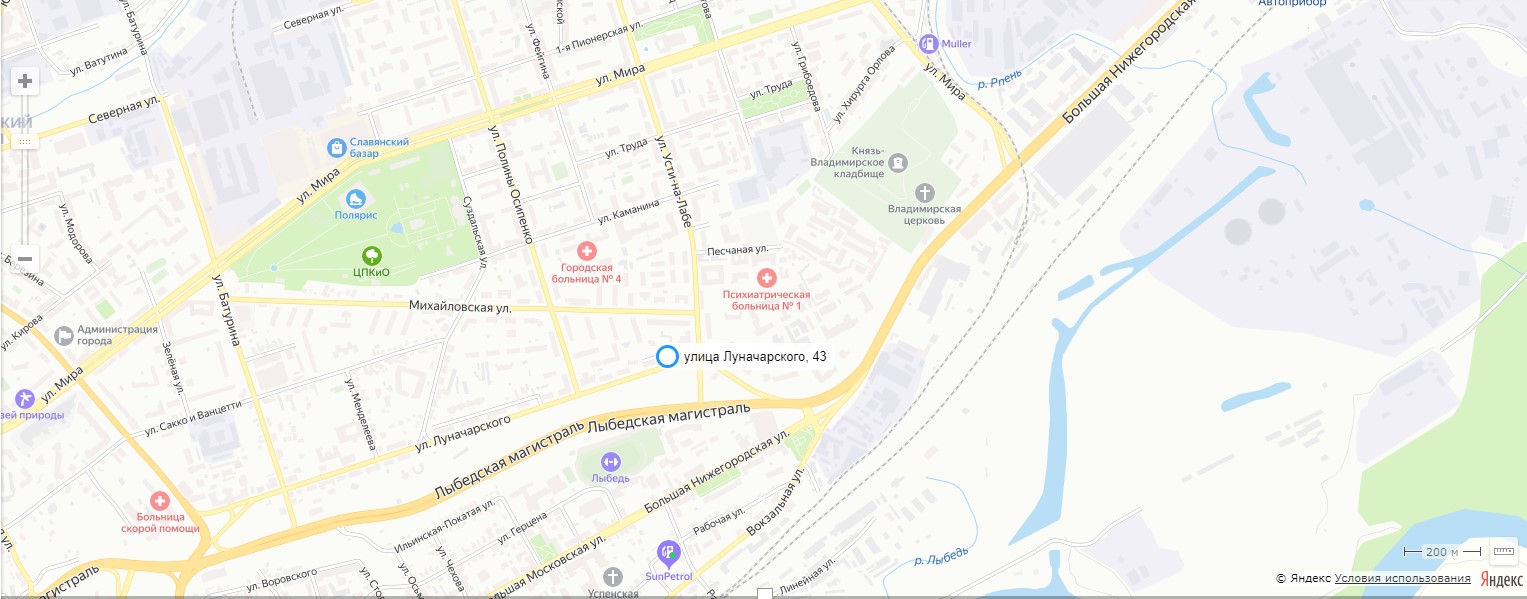 ул. Батурина
Северная ул.
ул. Фейгина
1-я Пионерская ул.
Автоприбор
ул. Ватутина
ул. Мира
Muller
ул. Грибоедова
ул. Хирурга Орлова
ул. Мира
р. Рпень
Большая Нижегородская
Северная ул.
ул. Труда
Славянский
базар
ул. Полины Осипенко
ул. Труда
ул. Усти-на-Лабе
Князь-
Владимирское
кладбище
ул. Мира
Полярис
ул. Модорова
Суздальская ул.
ул. Каманина
Владимирская
церковь
Песчаная ул.
ЦПКиО
Городская
больница № 4
Психиатрическая
больница № 1
ул. Батурина
Михайловская ул.
ул. Кирова
Администрация
города
Зелёная ул.
улица Луначарского, 43
ул. Мира
зей природы
ул. Сакко и Ванцетти
ул. Менделеева
ул. Луначарского
Лыбедская магистраль
Лыбедская магистраль
Лыбедь
Большая Нижегородская ул.
Больница
скорой помощи
Ильинская-Покатая ул.
ул. Герцена
Рабочая ул.
Вокзальная ул.
ул. Чехова
льшая Московская ул.
SunPetrol
р. Лыбедь
200 м
ул. Воровского
Успенская
Линейная ул.
агистраль
© Яндекс Условия использования Яндекс